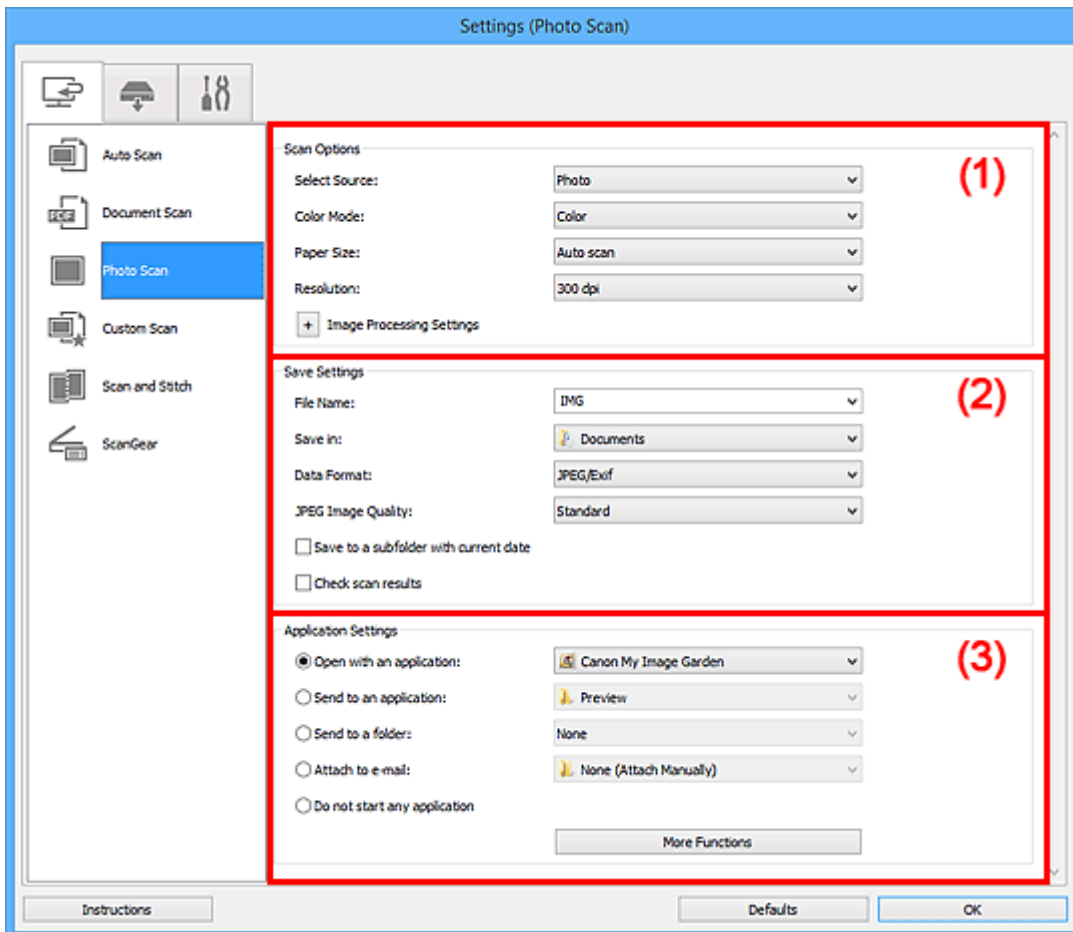 Settings (Photo Scan)
Auto Scan
Document Scan
Photo Scan
Custom Scan
Scan and Stitch
ScanGear
Scan Options
(1)
Select Source: Photo
Color Mode: Color
Paper Size: Auto scan
Resolution: 300 dpi
+ Image Processing Settings
Save Settings
(2)
File Name: IMG
Save in: Documents
Data Format: JPEG/Exif
JPEG Image Quality: Standard
Save to a subfolder with current date
Check scan results
Application Settings
(3)
Open with an application: Canon My Image Garden
Send to an application: Preview
Send to a folder: None
Attach to e-mail: None (Attach Manually)
Do not start any application
More Functions
Instructions Defaults OK